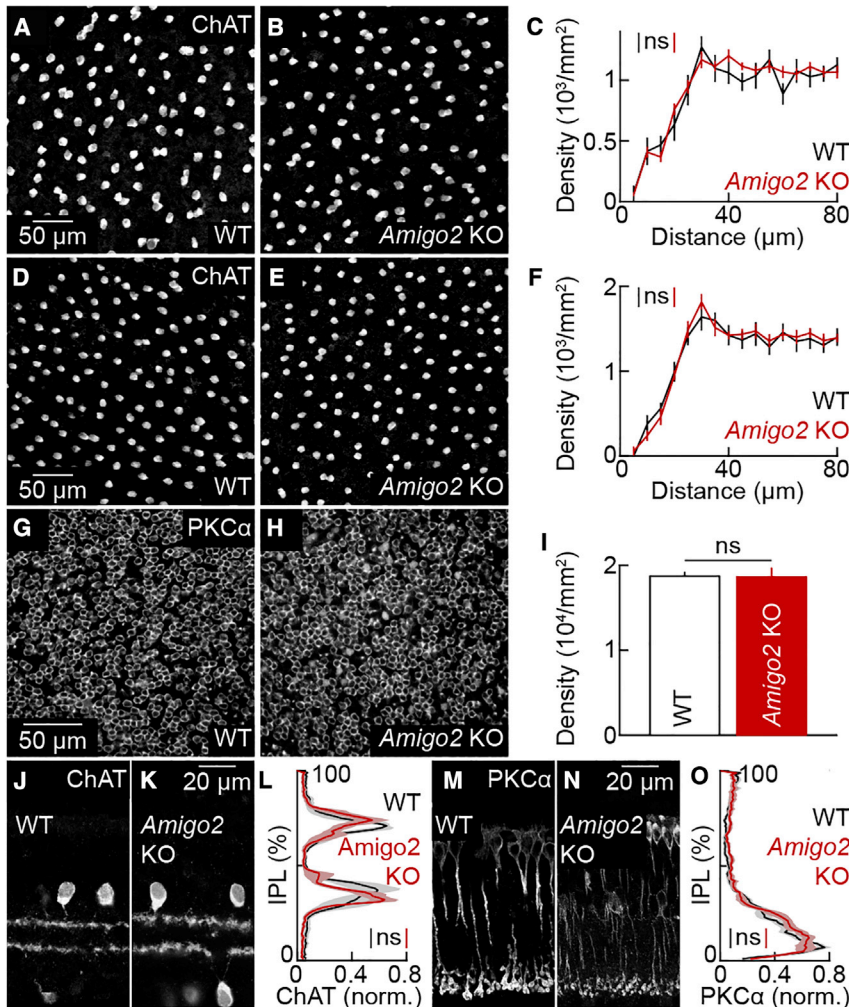 A ChAT
50 µm WT
B
Amigo2 KO
C
Density (10³/mm²)
1
0.5
0
|ns|
WT
Amigo2 KO
0 40 80
Distance (µm)
D ChAT
50 µm WT
E
Amigo2 KO
F
Density (10³/mm²)
2
1
0
|ns|
WT
Amigo2 KO
0 40 80
Distance (µm)
G PKCα
50 µm WT
H
Amigo2 KO
I
Density (10⁴/mm²)
2
1
0
ns
WT
Amigo2 KO
J ChAT
WT
K 20 µm
Amigo2
KO
L
IPL (%)
100
0
WT
Amigo2
KO
|ns|
0 0.4 0.8
ChAT (norm.)
M PKCα
WT
N 20 µm
Amigo2
KO
O
IPL (%)
100
0
WT
Amigo2
KO
|ns|
0 0.4 0.8
PKCα (norm.)